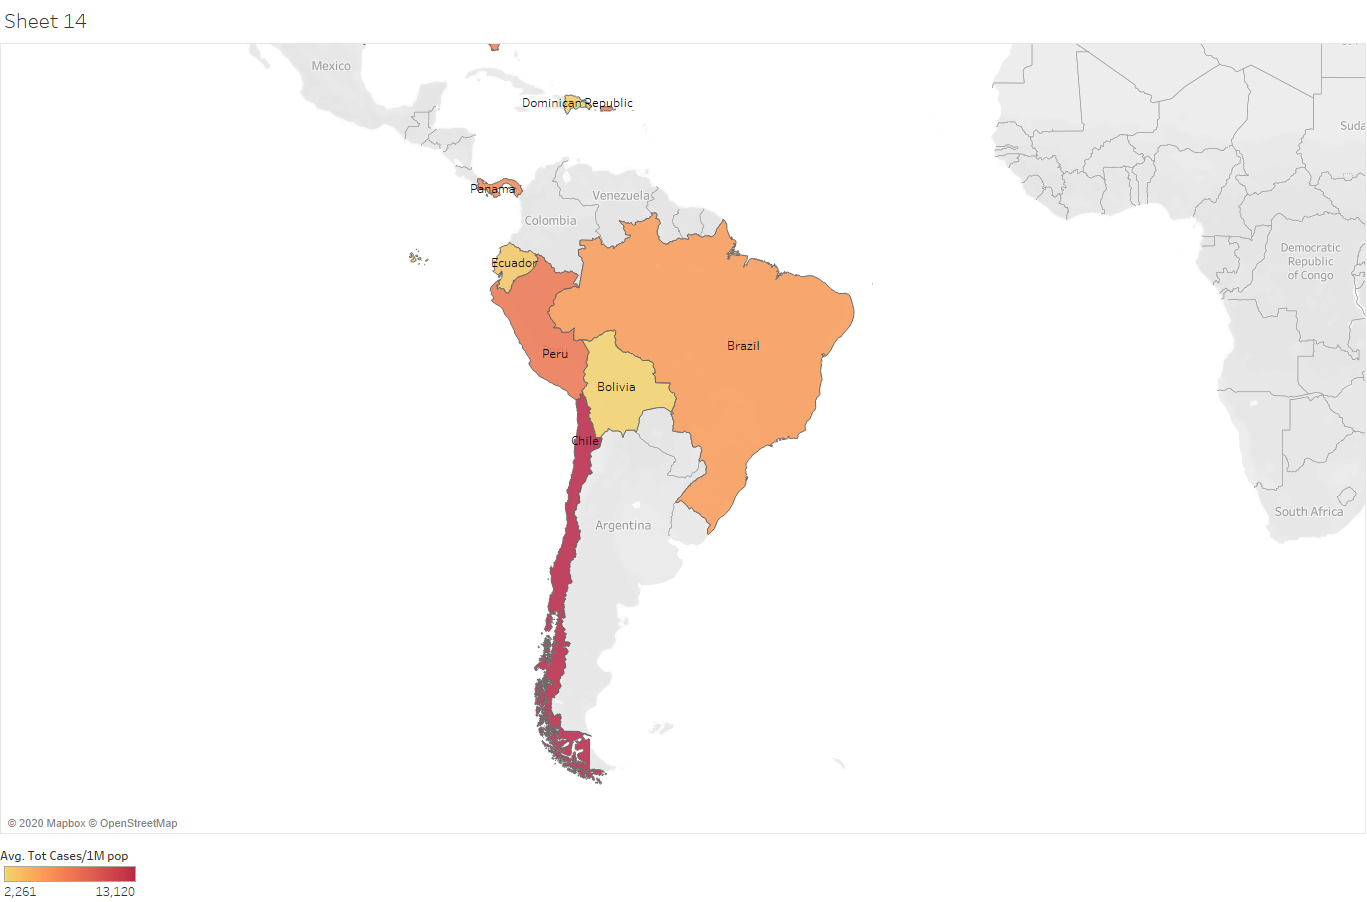 Sheet 14
Mexico
Dominican Republic
Suda
Panama
Venezuela
Colombia
Democratic
Republic
of Congo
Ecuador
Brazil
Peru
Bolivia
Chile
South Africa
Argentina
© 2020 Mapbox © OpenStreetMap
Avg. Tot Cases/1M pop
2,261 13,120